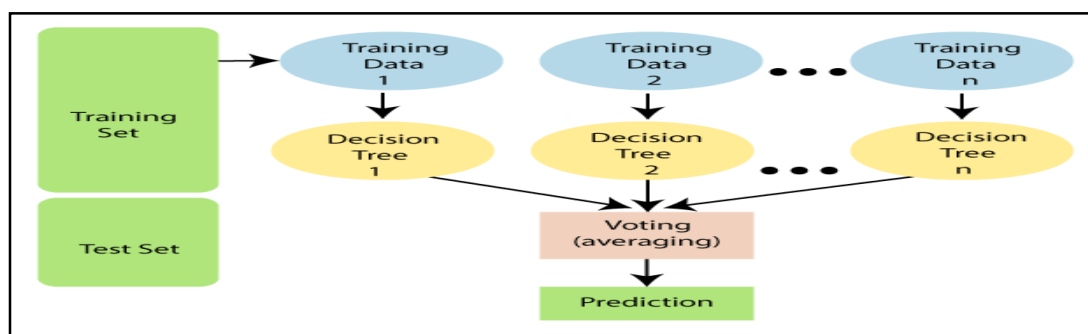 Training
Set
Test Set
Training
Data
1
Training
Data
2
Training
Data
n
Decision
Tree
1
Decision
Tree
2
Decision
Tree
n
Voting
(averaging)
Prediction